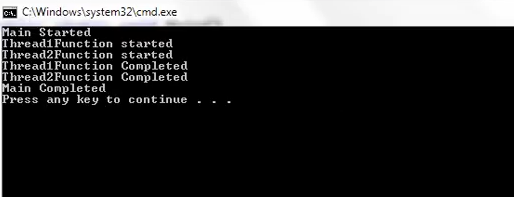 C:\Windows\system32\cmd.exe
Main Started
Thread1Function started
Thread2Function started
Thread1Function Completed
Thread2Function Completed
Main Completed
Press any key to continue . . .